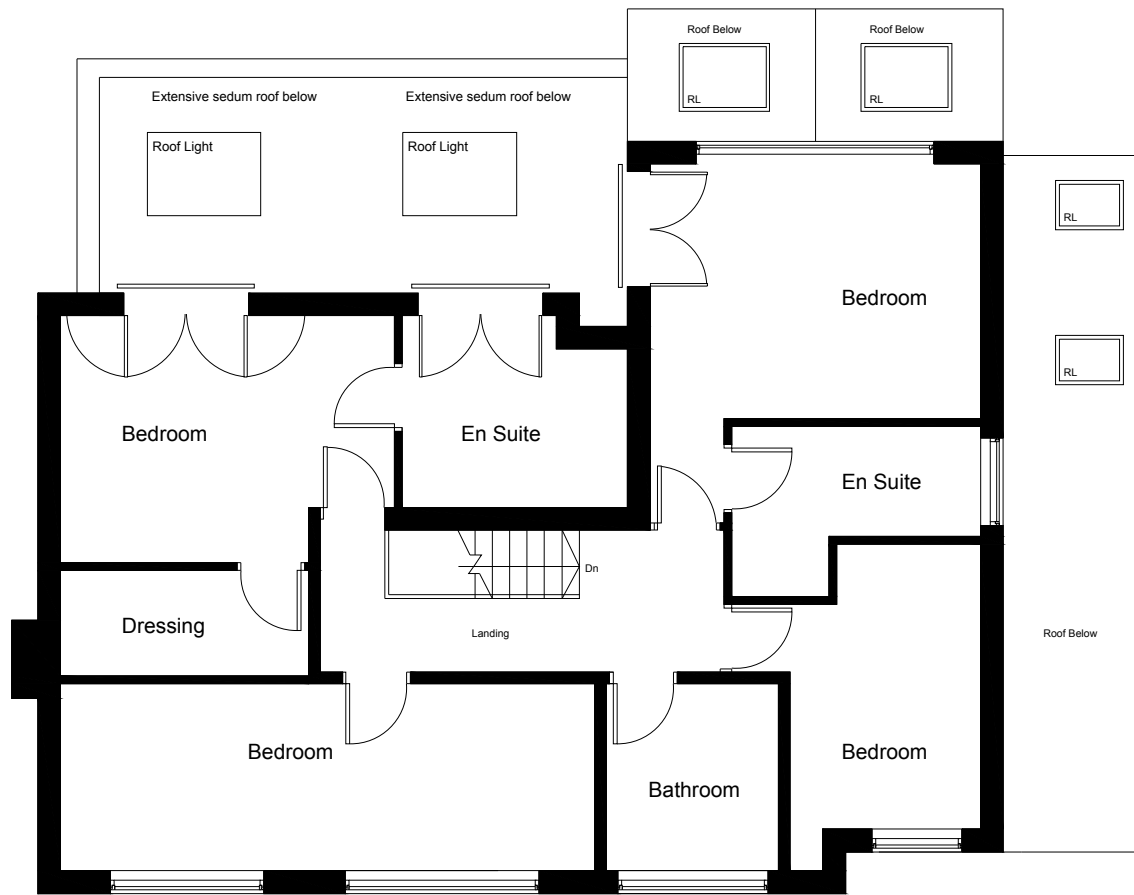 Roof Below
Roof Below
RL
RL
Extensive sedum roof below
Extensive sedum roof below
Roof Light
Roof Light
RL
Bedroom
RL
Bedroom
En Suite
En Suite
Dn
Dressing
Landing
Roof Below
Bedroom
Bedroom
Bathroom